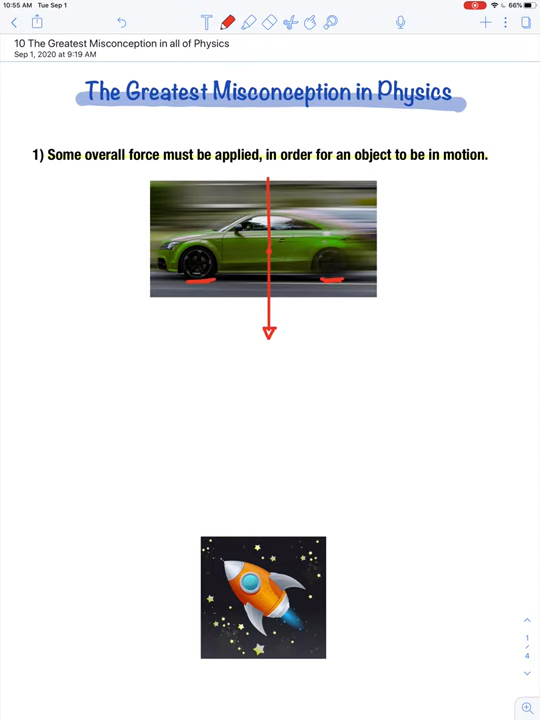 10:55 AM Tue Sep 1
66%
10 The Greatest Misconception in all of Physics
Sep 1, 2020 at 9:19 AM
The Greatest Misconception in Physics
1) Some overall force must be applied, in order for an object to be in motion.
1
/
4